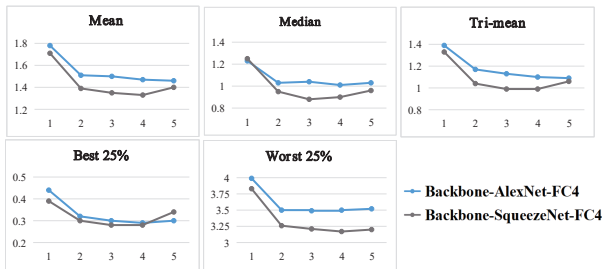 Mean
1.8
1.6
1.4
1.2
1 2 3 4 5
Median
1.4
1.2
1
0.8
1 2 3 4 5
Tri-mean
1.4
1.2
1
0.8
1 2 3 4 5
Best 25%
0.5
0.4
0.3
0.2
1 2 3 4 5
Worst 25%
4
3.75
3.5
3.25
3
1 2 3 4 5
Backbone-AlexNet-FC4
Backbone-SqueezeNet-FC4